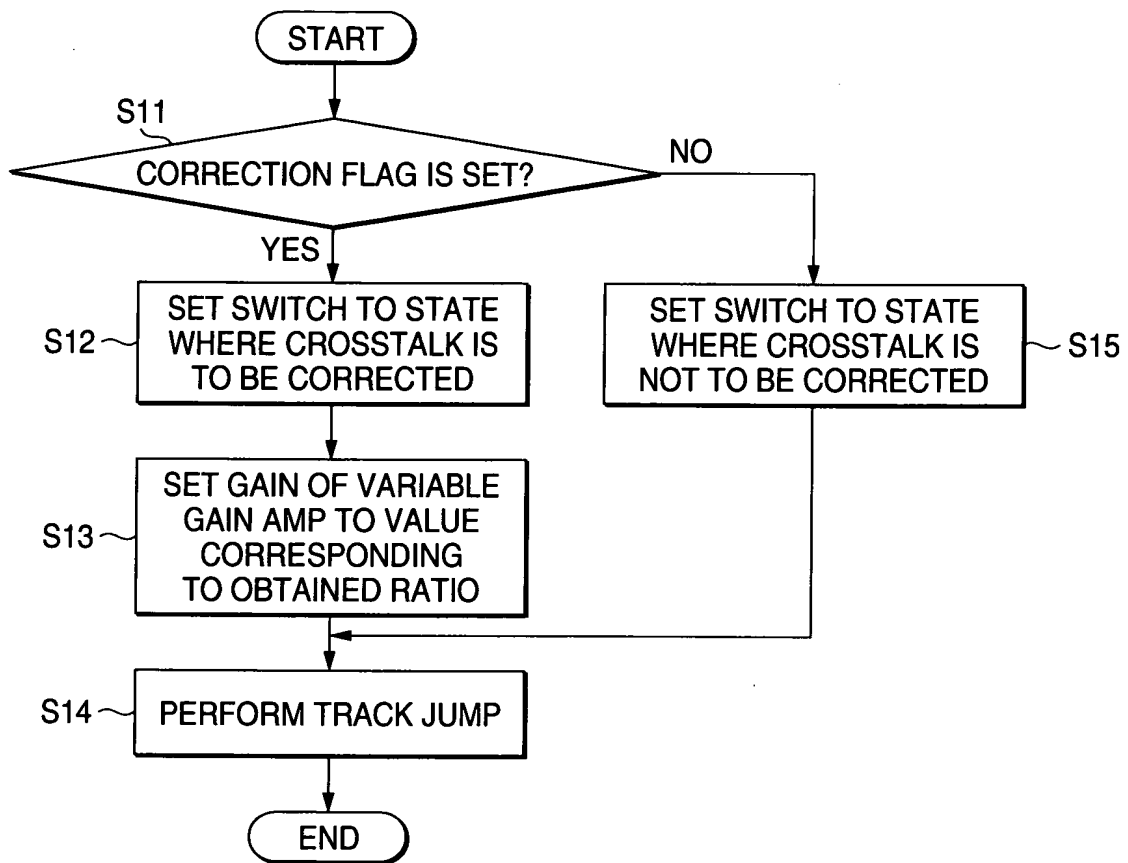 START
S11
CORRECTION FLAG IS SET?
NO
YES
S12
SET SWITCH TO STATE
WHERE CROSSTALK IS
TO BE CORRECTED
SET SWITCH TO STATE
WHERE CROSSTALK IS
NOT TO BE CORRECTED
S15
S13
SET GAIN OF VARIABLE
GAIN AMP TO VALUE
CORRESPONDING
TO OBTAINED RATIO
S14
PERFORM TRACK JUMP
END